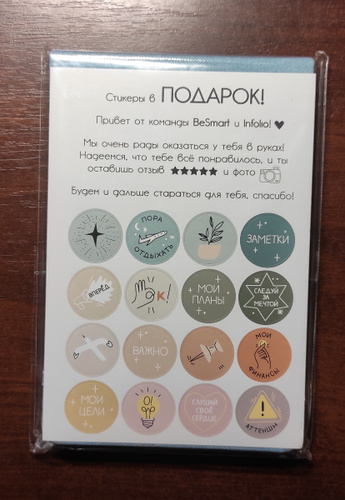 Стикеры в ПОДАРОК!
Привет от команды BeSmart и Infolio!
Мы очень рады оказаться у тебя в руках!
Надеемся, что тебе всё понравилось, и ты
оставишь отзыв ★★★★★ и фото
Будем и дальше стараться для тебя, спасибо!
ПОРА
ОТДЫХАТЬ
ЗАМЕТКИ
ВПЕРЁД
К!
МОИ
ПЛАНЫ
СЛЕДУЙ
ЗА
МЕЧТОЙ
ВАЖНО
МОИ
ФИНАНСЫ
МОИ
ЦЕЛИ
О!
СЛУШАЙ
СВОЁ
СЕРДЦЕ
АТТЕНШН